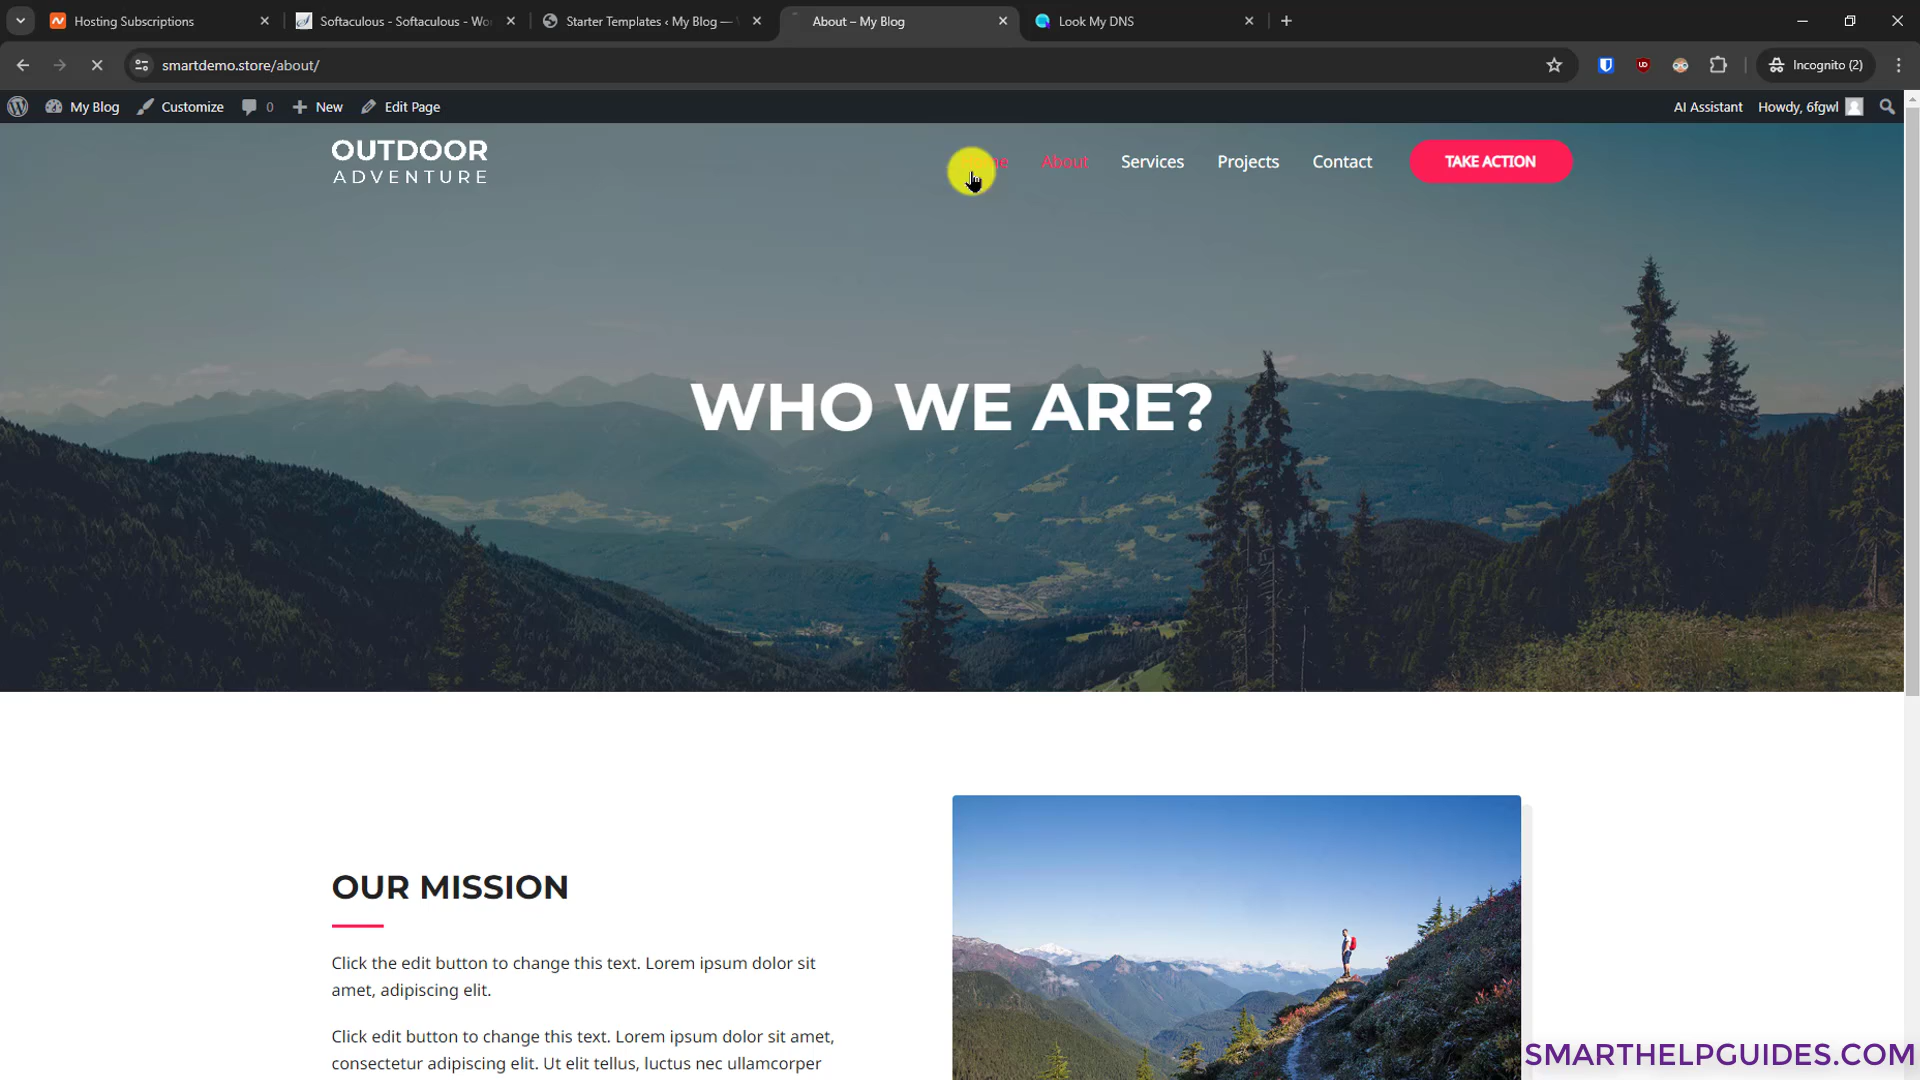 Hosting Subscriptions
Softaculous - Softaculous - Wo
Starter Templates ‹ My Blog —
About – My Blog
Look My DNS
smartdemo.store/about/
Incognito (2)
My Blog
Customize
0
New
Edit Page
AI Assistant
Howdy, 6fgwl
OUTDOOR
ADVENTURE
About
Services
Projects
Contact
TAKE ACTION
WHO WE ARE?
OUR MISSION
Click the edit button to change this text. Lorem ipsum dolor sit
amet, adipiscing elit.
Click edit button to change this text. Lorem ipsum dolor sit amet,
consectetur adipiscing elit. Ut elit tellus, luctus nec ullamcorper
SMARTHELPGUIDES.COM